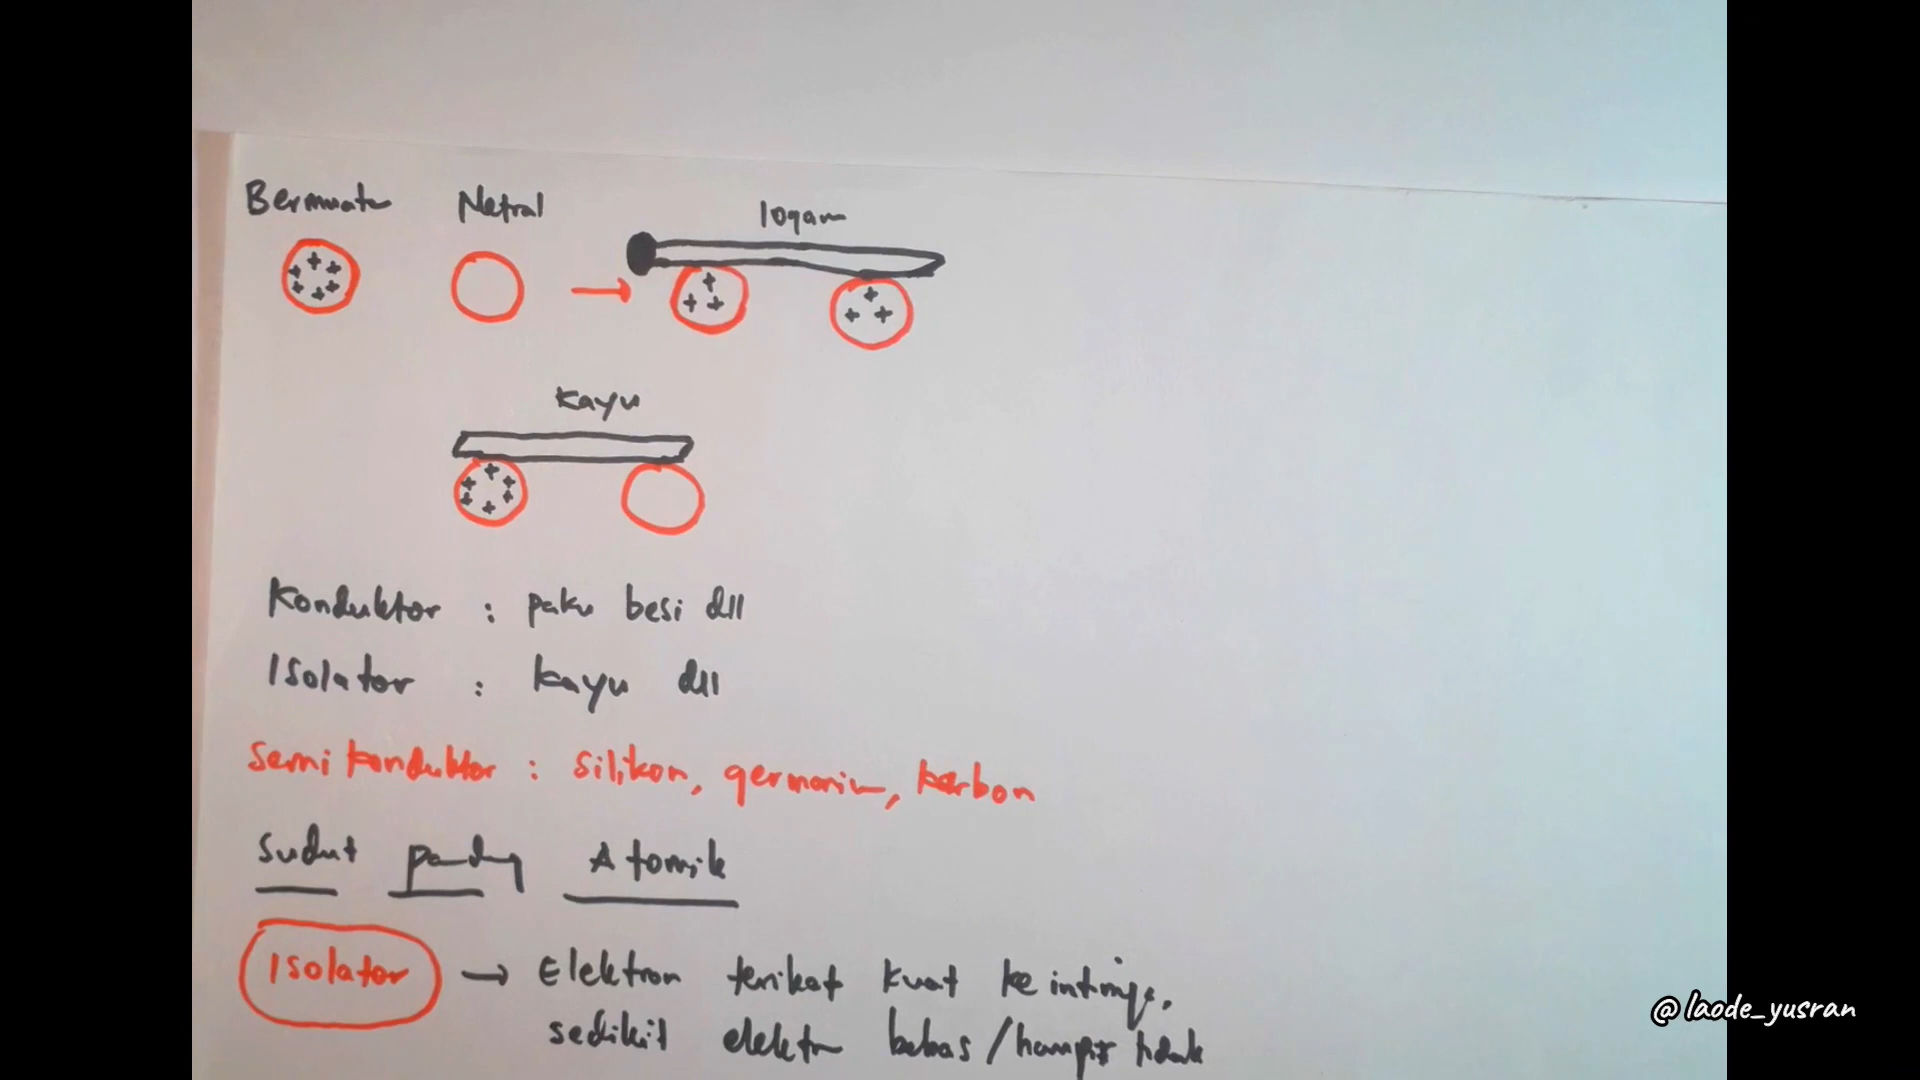 Bermuatan Netral logam
+ + + + + +
+ + + + + +
kayu
+ + + + + +
Konduktor : paku besi dll
Isolator : kayu dll
Semi konduktor : silikon, germanium, karbon
Sudut pandang Atomik
Isolator → Elektron terikat kuat ke intinya,
sedikit elektron bebas / hampir tidak
@laode_yusran